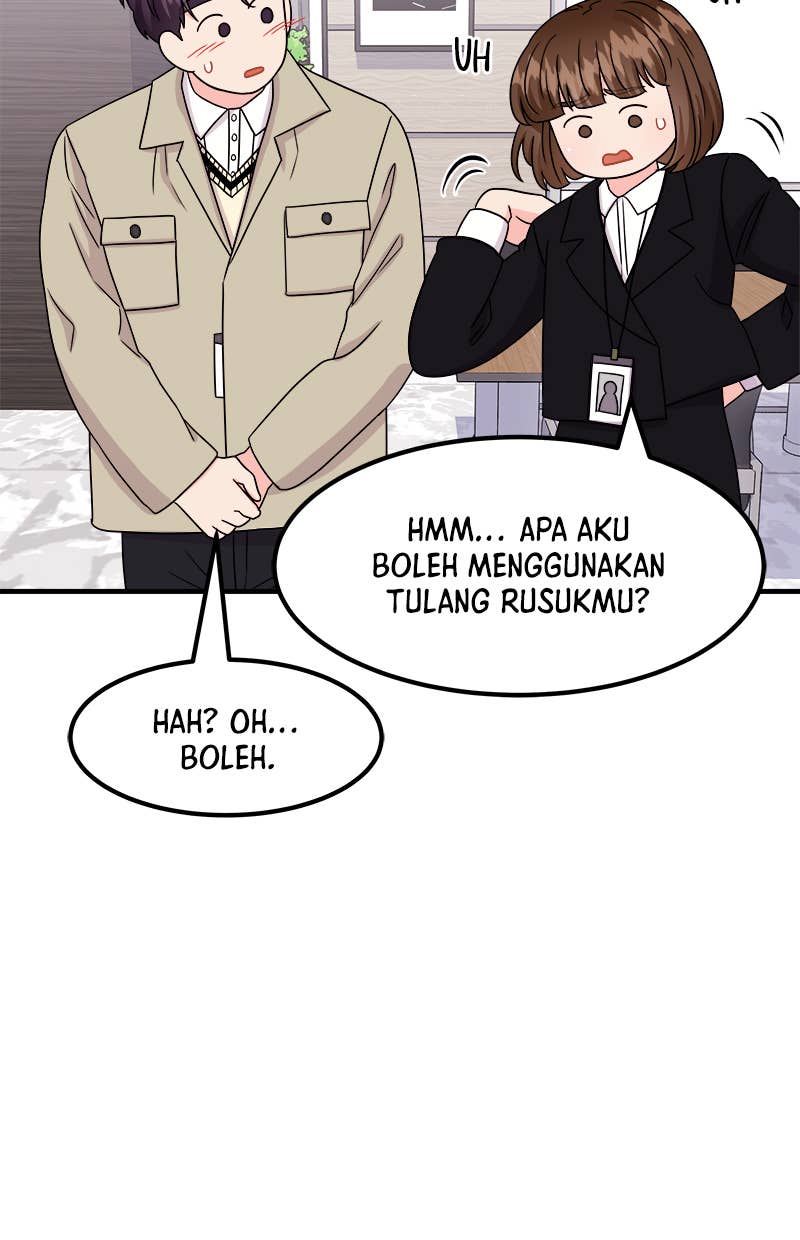 UH
HMM... APA AKU
BOLEH MENGGUNAKAN
TULANG RUSUKMU?
HAH? OH...
BOLEH.